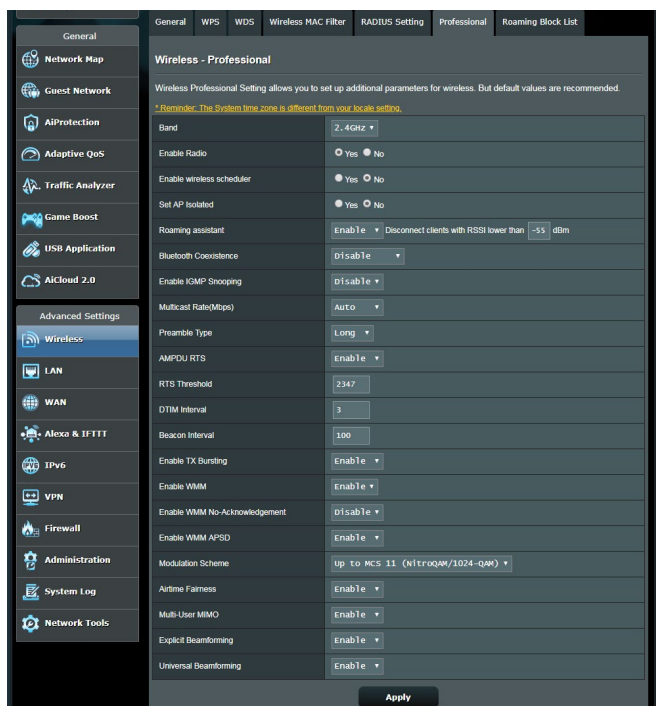 General WPS WDS Wireless MAC Filter RADIUS Setting Professional Roaming Block List
General
Network Map
Guest Network
AiProtection
Adaptive QoS
Traffic Analyzer
Game Boost
USB Application
AiCloud 2.0
Advanced Settings
Wireless
LAN
WAN
Alexa & IFTTT
IPv6
VPN
Firewall
Administration
System Log
Network Tools
Wireless - Professional
Wireless Professional Setting allows you to set up additional parameters for wireless. But default values are recommended.
* Reminder: The System time zone is different from your locale setting.
Band 2.4GHz
Enable Radio Yes No
Enable wireless scheduler Yes No
Set AP Isolated Yes No
Roaming assistant Enable Disconnect clients with RSSI lower than -55 dBm
Bluetooth Coexistence Disable
Enable IGMP Snooping Disable
Multicast Rate(Mbps) Auto
Preamble Type Long
AMPDU RTS Enable
RTS Threshold 2347
DTIM Interval 3
Beacon Interval 100
Enable TX Bursting Enable
Enable WMM Enable
Enable WMM No-Acknowledgement Disable
Enable WMM APSD Enable
Modulation Scheme Up to MCS 11 (NitroQAM/1024-QAM)
Airtime Fairness Enable
Multi-User MIMO Enable
Explicit Beamforming Enable
Universal Beamforming Enable
Apply